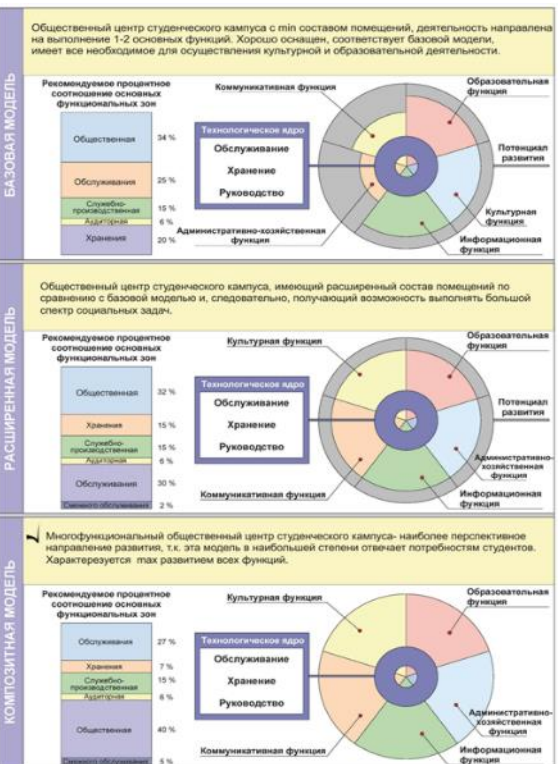 БАЗОВАЯ МОДЕЛЬ
Общественный центр студенческого кампуса с min составом помещений, деятельность направлена
на выполнение 1-2 основных функций. Хорошо оснащен, соответствует базовой модели,
имеет все необходимое для осуществления культурной и образовательной деятельности.
Рекомендуемое процентное
соотношение основных
функциональных зон
Общественная 34 %
Обслуживания 25 %
Служебно-
производственная 15 %
Аудиторная 6 %
Хранения 20 %
Технологическое ядро
Обслуживание
Хранение
Руководство
Коммуникативная функция
Образовательная
функция
Потенциал
развития
Культурная
функция
Информационная
функция
Административно-хозяйственная
функция
РАСШИРЕННАЯ МОДЕЛЬ
Общественный центр студенческого кампуса, имеющий расширенный состав помещений по
сравнению с базовой моделью и, следовательно, получающий возможность выполнять большой
спектр социальных задач.
Рекомендуемое процентное
соотношение основных
функциональных зон
Общественная 32 %
Хранения 15 %
Служебно-
производственная 15 %
Аудиторная 6 %
Обслуживания 30 %
Сменного обслуживания 2 %
Технологическое ядро
Обслуживание
Хранение
Руководство
Культурная функция
Образовательная
функция
Потенциал
развития
Административно-
хозяйственная
функция
Информационная
функция
Коммуникативная функция
КОМПОЗИТНАЯ МОДЕЛЬ
Многофункциональный общественный центр студенческого кампуса- наиболее перспективное
направление развития, т.к. эта модель в наибольшей степени отвечает потребностям студентов.
Характерезуется max развитием всех функций.
Рекомендуемое процентное
соотношение основных
функциональных зон
Обслуживания 27 %
Хранения 7 %
Служебно-
производственная 15 %
Аудиторная 6 %
Общественная 40 %
обслуживания 5 %
Технологическое ядро
Обслуживание
Хранение
Руководство
Культурная функция
Образовательная
функция
Административно-
хозяйственная
функция
Информационная
функция
Коммуникативная функция